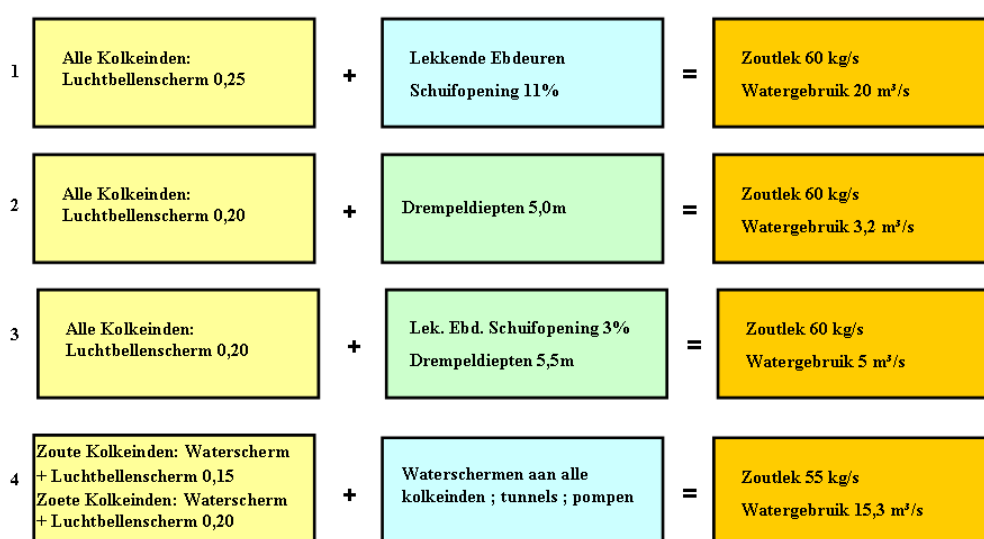 1
Alle Kolkeinden:
Luchtbellenscherm 0,25
+
Lekkende Ebdeuren
Schuifopening 11%
=
Zoutlek 60 kg/s
Watergebruik 20 m³/s
2
Alle Kolkeinden:
Luchtbellenscherm 0,20
+
Drempeldiepten 5,0m
=
Zoutlek 60 kg/s
Watergebruik 3,2 m³/s
3
Alle Kolkeinden:
Luchtbellenscherm 0,20
+
Lek. Ebd. Schuifopening 3%
Drempeldiepten 5,5m
=
Zoutlek 60 kg/s
Watergebruik 5 m³/s
4
Zoute Kolkeinden: Waterscherm
+ Luchtbellenscherm 0,15
Zoete Kolkeinden: Waterscherm
+ Luchtbellenscherm 0,20
+
Waterschermen aan alle
kolkeinden ; tunnels ; pompen
=
Zoutlek 55 kg/s
Watergebruik 15,3 m³/s